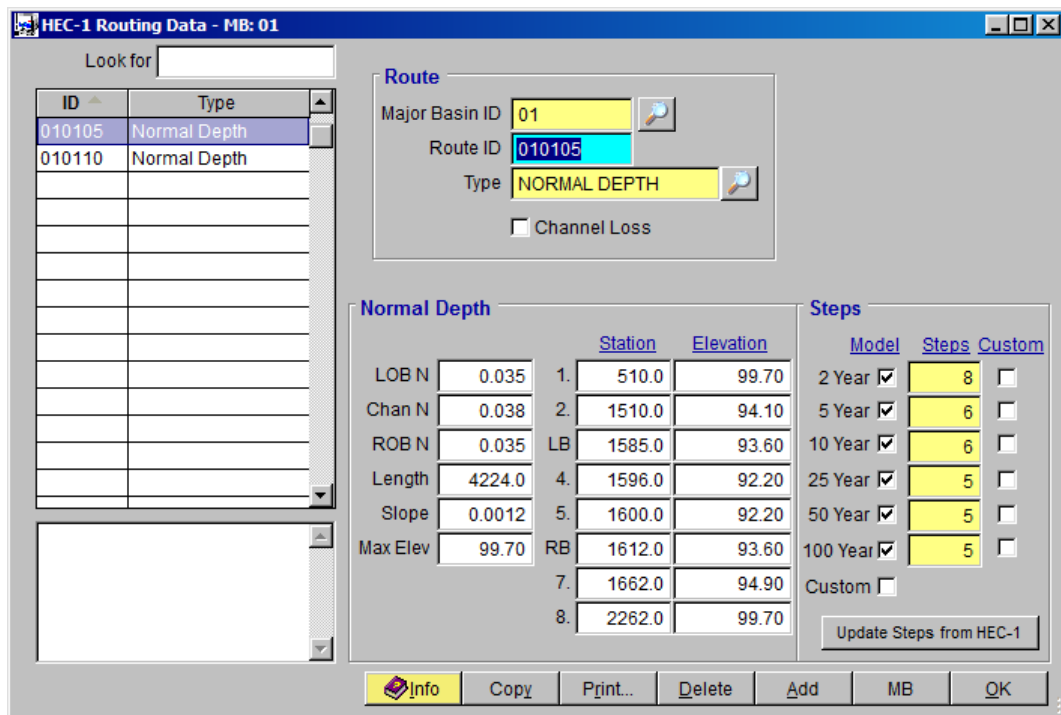 HEC-1 Routing Data - MB: 01
Look for
ID Type
010105 Normal Depth
010110 Normal Depth
Route
Major Basin ID 01
Route ID 010105
Type NORMAL DEPTH
Channel Loss
Normal Depth
Station Elevation
LOB N 0.035 1. 510.0 99.70
Chan N 0.038 2. 1510.0 94.10
ROB N 0.035 LB 1585.0 93.60
Length 4224.0 4. 1596.0 92.20
Slope 0.0012 5. 1600.0 92.20
Max Elev 99.70 RB 1612.0 93.60
7. 1662.0 94.90
8. 2262.0 99.70
Steps
Model Steps Custom
2 Year 8
5 Year 6
10 Year 6
25 Year 5
50 Year 5
100 Year 5
Custom
Update Steps from HEC-1
Info Copy Print... Delete Add MB OK